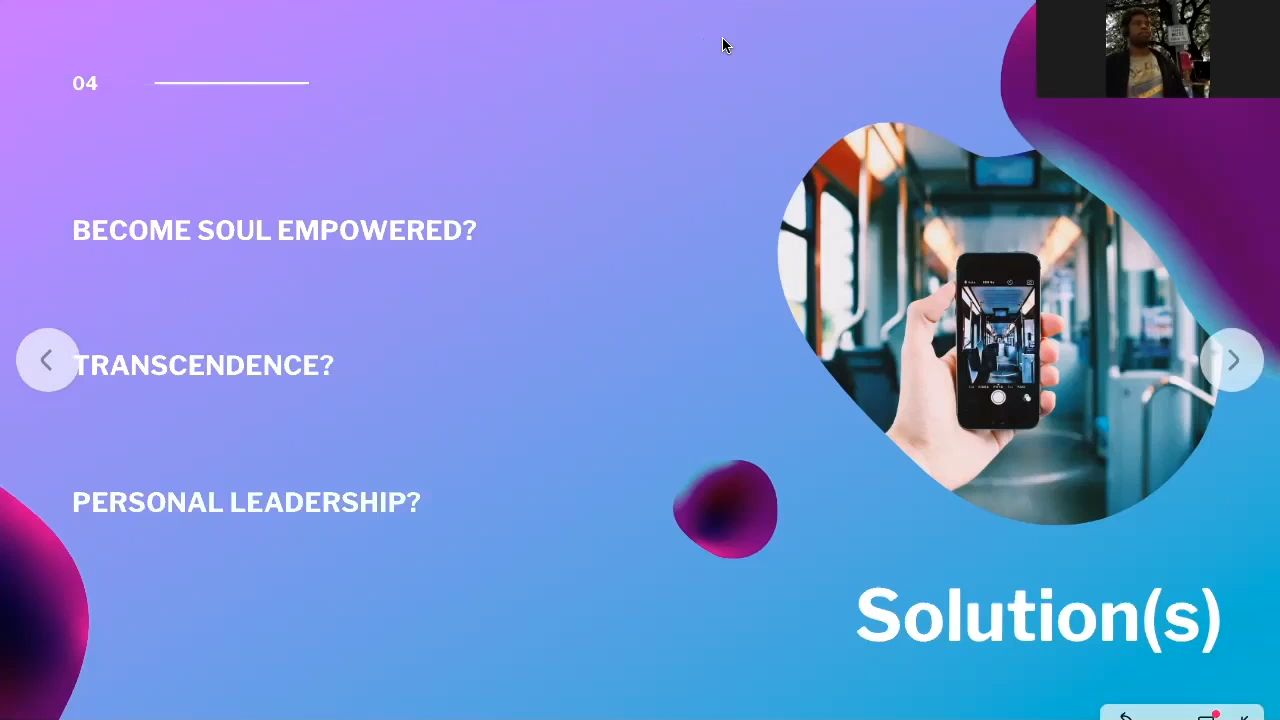 04
BECOME SOUL EMPOWERED?
TRANSCENDENCE?
PERSONAL LEADERSHIP?
Solution(s)